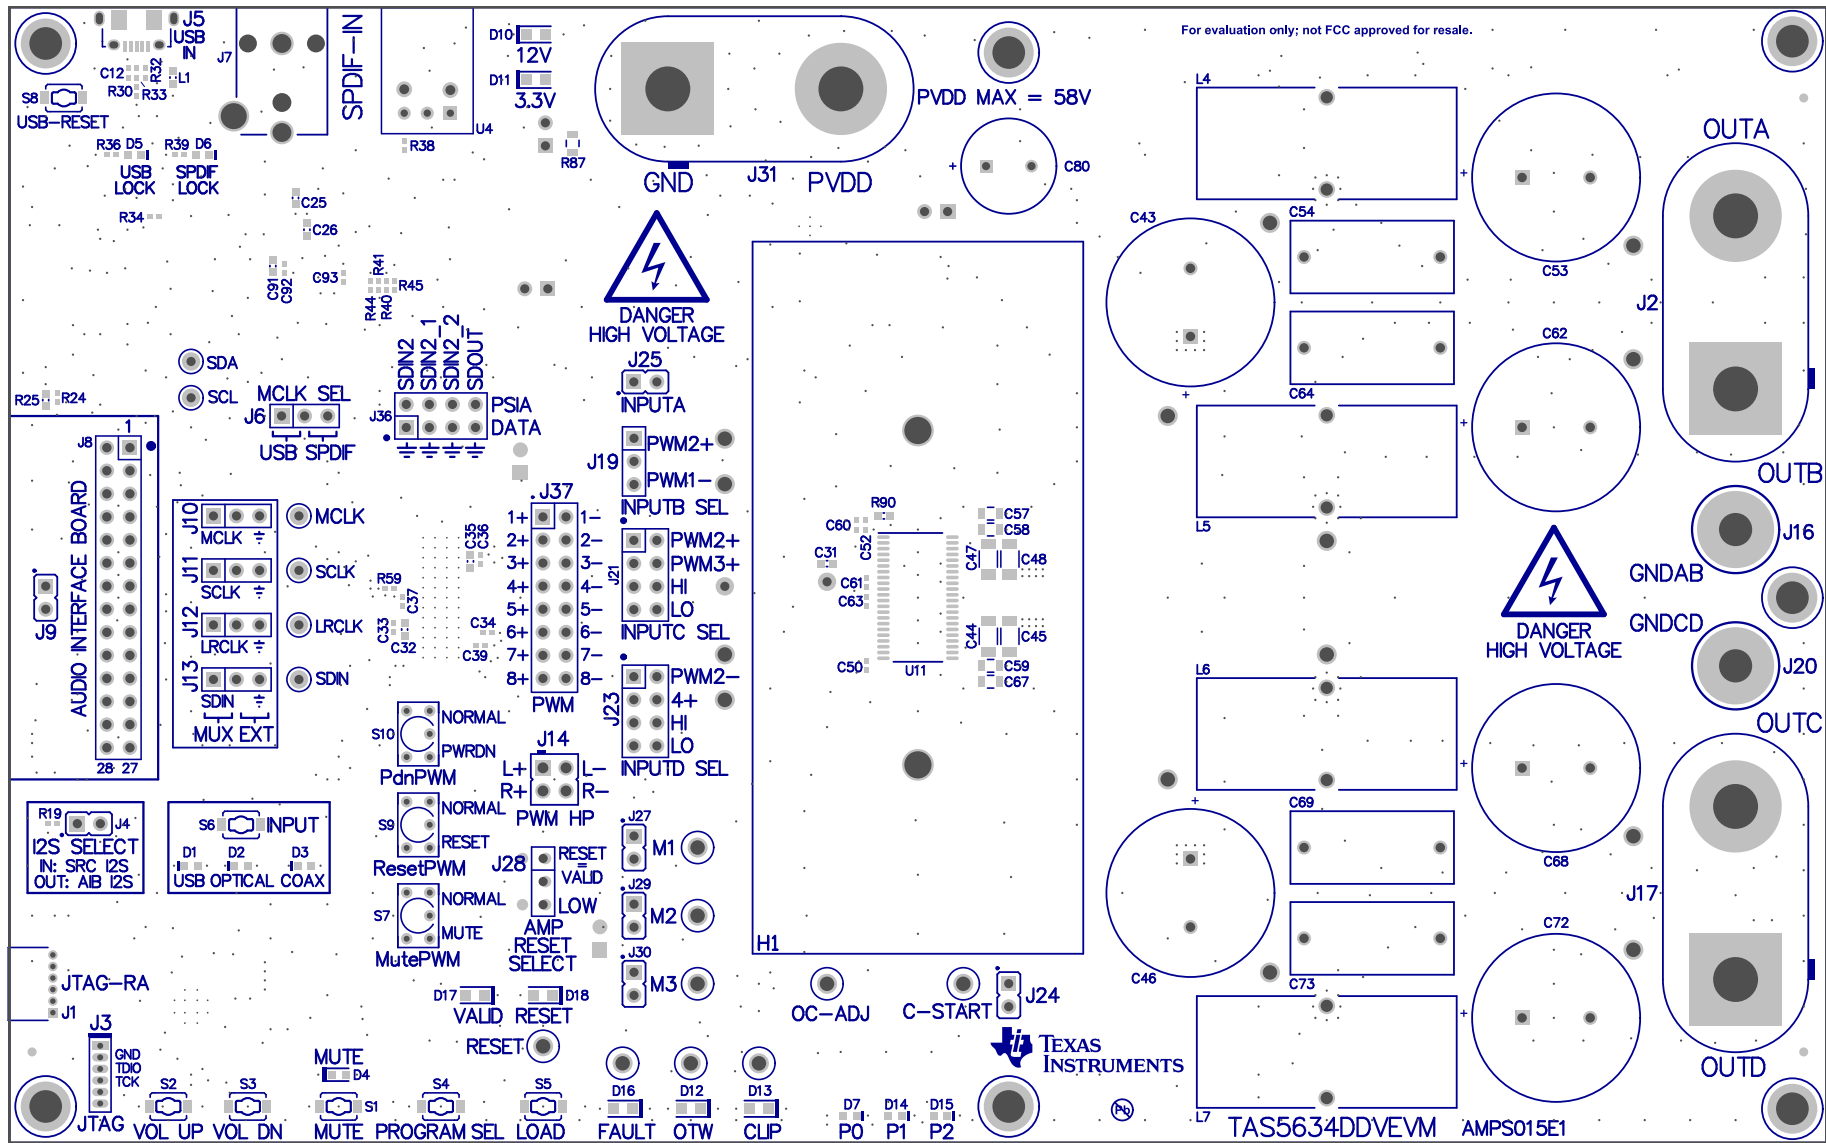 J5
USB
IN
C12
R32
R30
R33
L1
S8
USB-RESET
J7
SPDIF-IN
D10
12V
D11
3.3V
U4
R38
R87
GND
J31
PVDD
PVDD MAX = 58V
C80
For evaluation only; not FCC approved for resale.
L4
OUTA
R36
D5
R39
D6
USB
LOCK
SPDIF
LOCK
R34
C25
C26
C91
C92
C93
R41
R45
R44
R40
DANGER
HIGH VOLTAGE
C43
C54
C53
J2
C62
C64
SDA
SCL
R25
R24
MCLK SEL
J6
USB SPDIF
SDIN2
SDIN2_1
SDIN2_2
SDOUT
J36
PSIA
DATA
J25
INPUTA
J19
PWM2+
PWM1-
INPUTB SEL
J8
1
AUDIO INTERFACE BOARD
28 27
J9
J10
MCLK
MCLK
J11
SCLK
SCLK
J12
LRCLK
LRCLK
J13
SDIN
SDIN
MUX EXT
J37
1+ 1-
2+ 2-
3+ 3-
4+ 4-
5+ 5-
6+ 6-
7+ 7-
8+ 8-
PWM
C35
C36
R59
C37
C33
C32
C34
C39
J21
PWM2+
PWM3+
HI
LO
INPUTC SEL
J23
PWM2-
4+
HI
LO
INPUTD SEL
R90
C60
C52
C31
C61
C63
C50
U11
C57
C58
C47
C48
C44
C45
C59
C67
L5
OUTB
J16
GNDAB
DANGER
HIGH VOLTAGE
GNDCD
J20
OUTC
L6
S10
NORMAL
PWRDN
PdnPWM
S9
NORMAL
RESET
ResetPWM
S7
NORMAL
MUTE
MutePWM
J14
L+ L-
R+ R-
PWM HP
J28
RESET
=
VALID
LOW
AMP
RESET
SELECT
J27
M1
J29
M2
J30
M3
R19
J4
I2S SELECT
IN: SRC I2S
OUT: AIB I2S
S6
INPUT
D1
D2
D3
USB OPTICAL COAX
C69
C68
J17
C72
C46
C73
H1
OC-ADJ
C-START
J24
JTAG-RA
J1
J3
GND
TDIO
TCK
JTAG
D17
VALID
D18
RESET
RESET
TEXAS
INSTRUMENTS
OUTD
S2
VOL UP
S3
VOL DN
MUTE
D4
S1
MUTE
S4
PROGRAM SEL
S5
LOAD
D16
FAULT
D12
OTW
D13
CLIP
D7
P0
D14
P1
D15
P2
Pb
L7
TAS5634DDVEVM
AMPS015E1